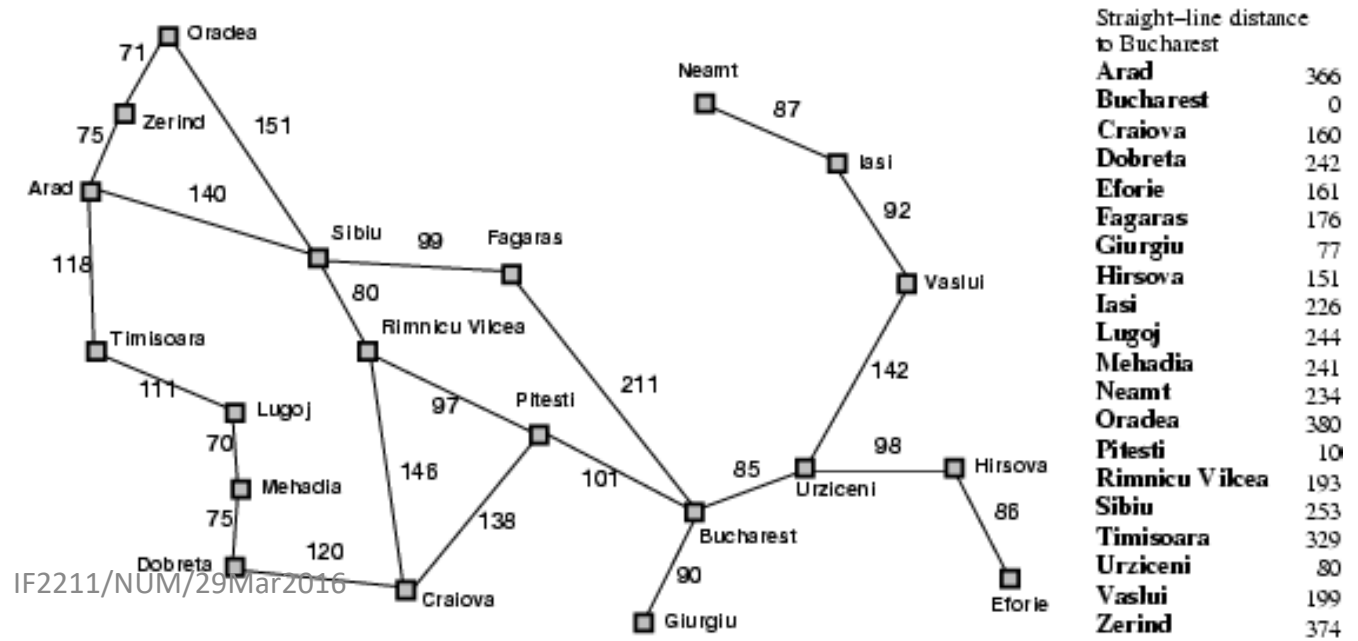 Oradea
71
Neamt
87
Zerind
151
75
Iasi
Arad
140
92
Sibiu
99
Fagaras
118
Vaslui
80
Rimnicu Vilcea
Timisoara
211
142
111
Lugoj
97
Pitesti
70
98
Hirsova
146
85
Mehadia
101
Urziceni
75
138
86
Bucharest
120
Dobreta
90
IF2211/NUM/29Mar2016
Craiova
Eforie
Giurgiu
Straight-line distance
to Bucharest
Arad 366
Bucharest 0
Craiova 160
Dobreta 242
Eforie 161
Fagaras 176
Giurgiu 77
Hirsova 151
Iasi 226
Lugoj 244
Mehadia 241
Neamt 234
Oradea 380
Pitesti 10
Rimnicu Vilcea 193
Sibiu 253
Timisoara 329
Urziceni 80
Vaslui 199
Zerind 374